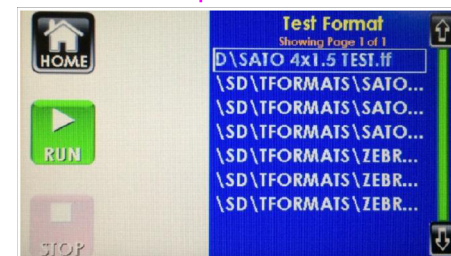 HOME
RUN
STOP
Test Format
Showing Page 1 of 1
D\SATO 4x1.5 TEST.lf
\SD\TFORMATS\SATO...
\SD\TFORMATS\SATO...
\SD\TFORMATS\SATO...
\SD\TFORMATS\ZEBR...
\SD\TFORMATS\ZEBR...
\SD\TFORMATS\ZEBR...